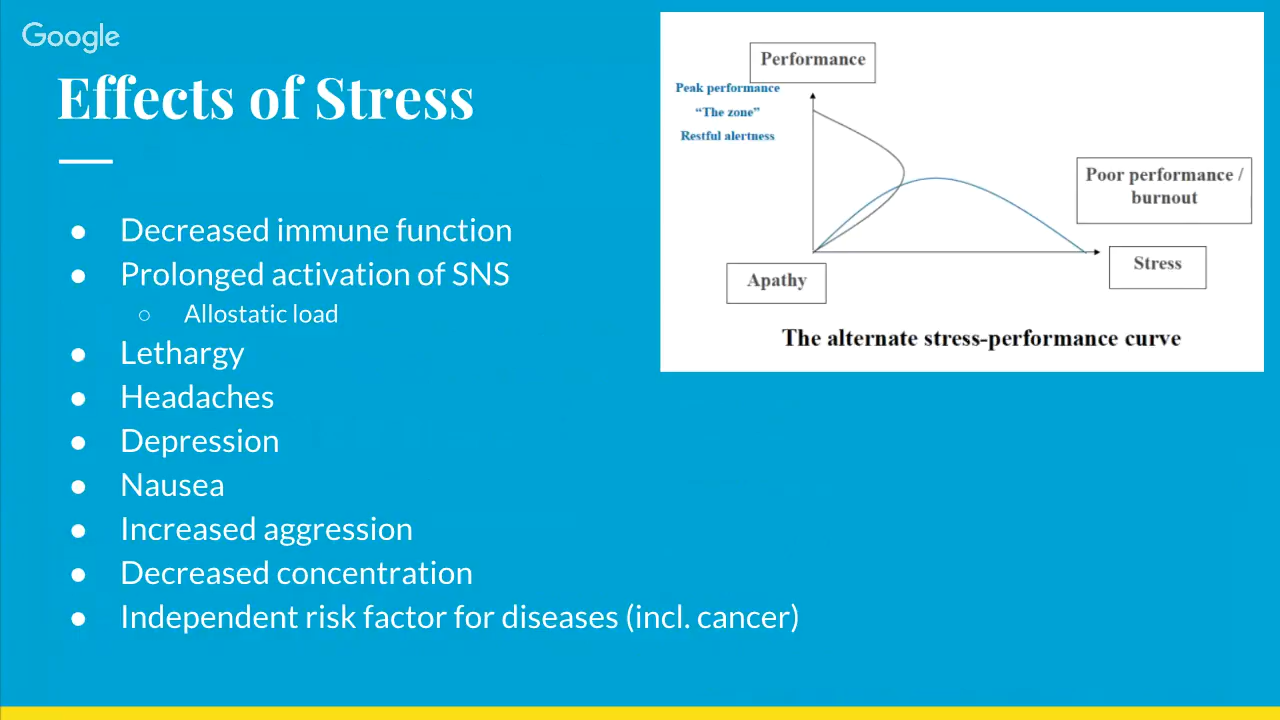 Google
Effects of Stress
● Decreased immune function
● Prolonged activation of SNS
○ Allostatic load
● Lethargy
● Headaches
● Depression
● Nausea
● Increased aggression
● Decreased concentration
● Independent risk factor for diseases (incl. cancer)
Performance
Peak performance
“The zone”
Restful alertness
Poor performance /
burnout
Stress
Apathy
The alternate stress-performance curve